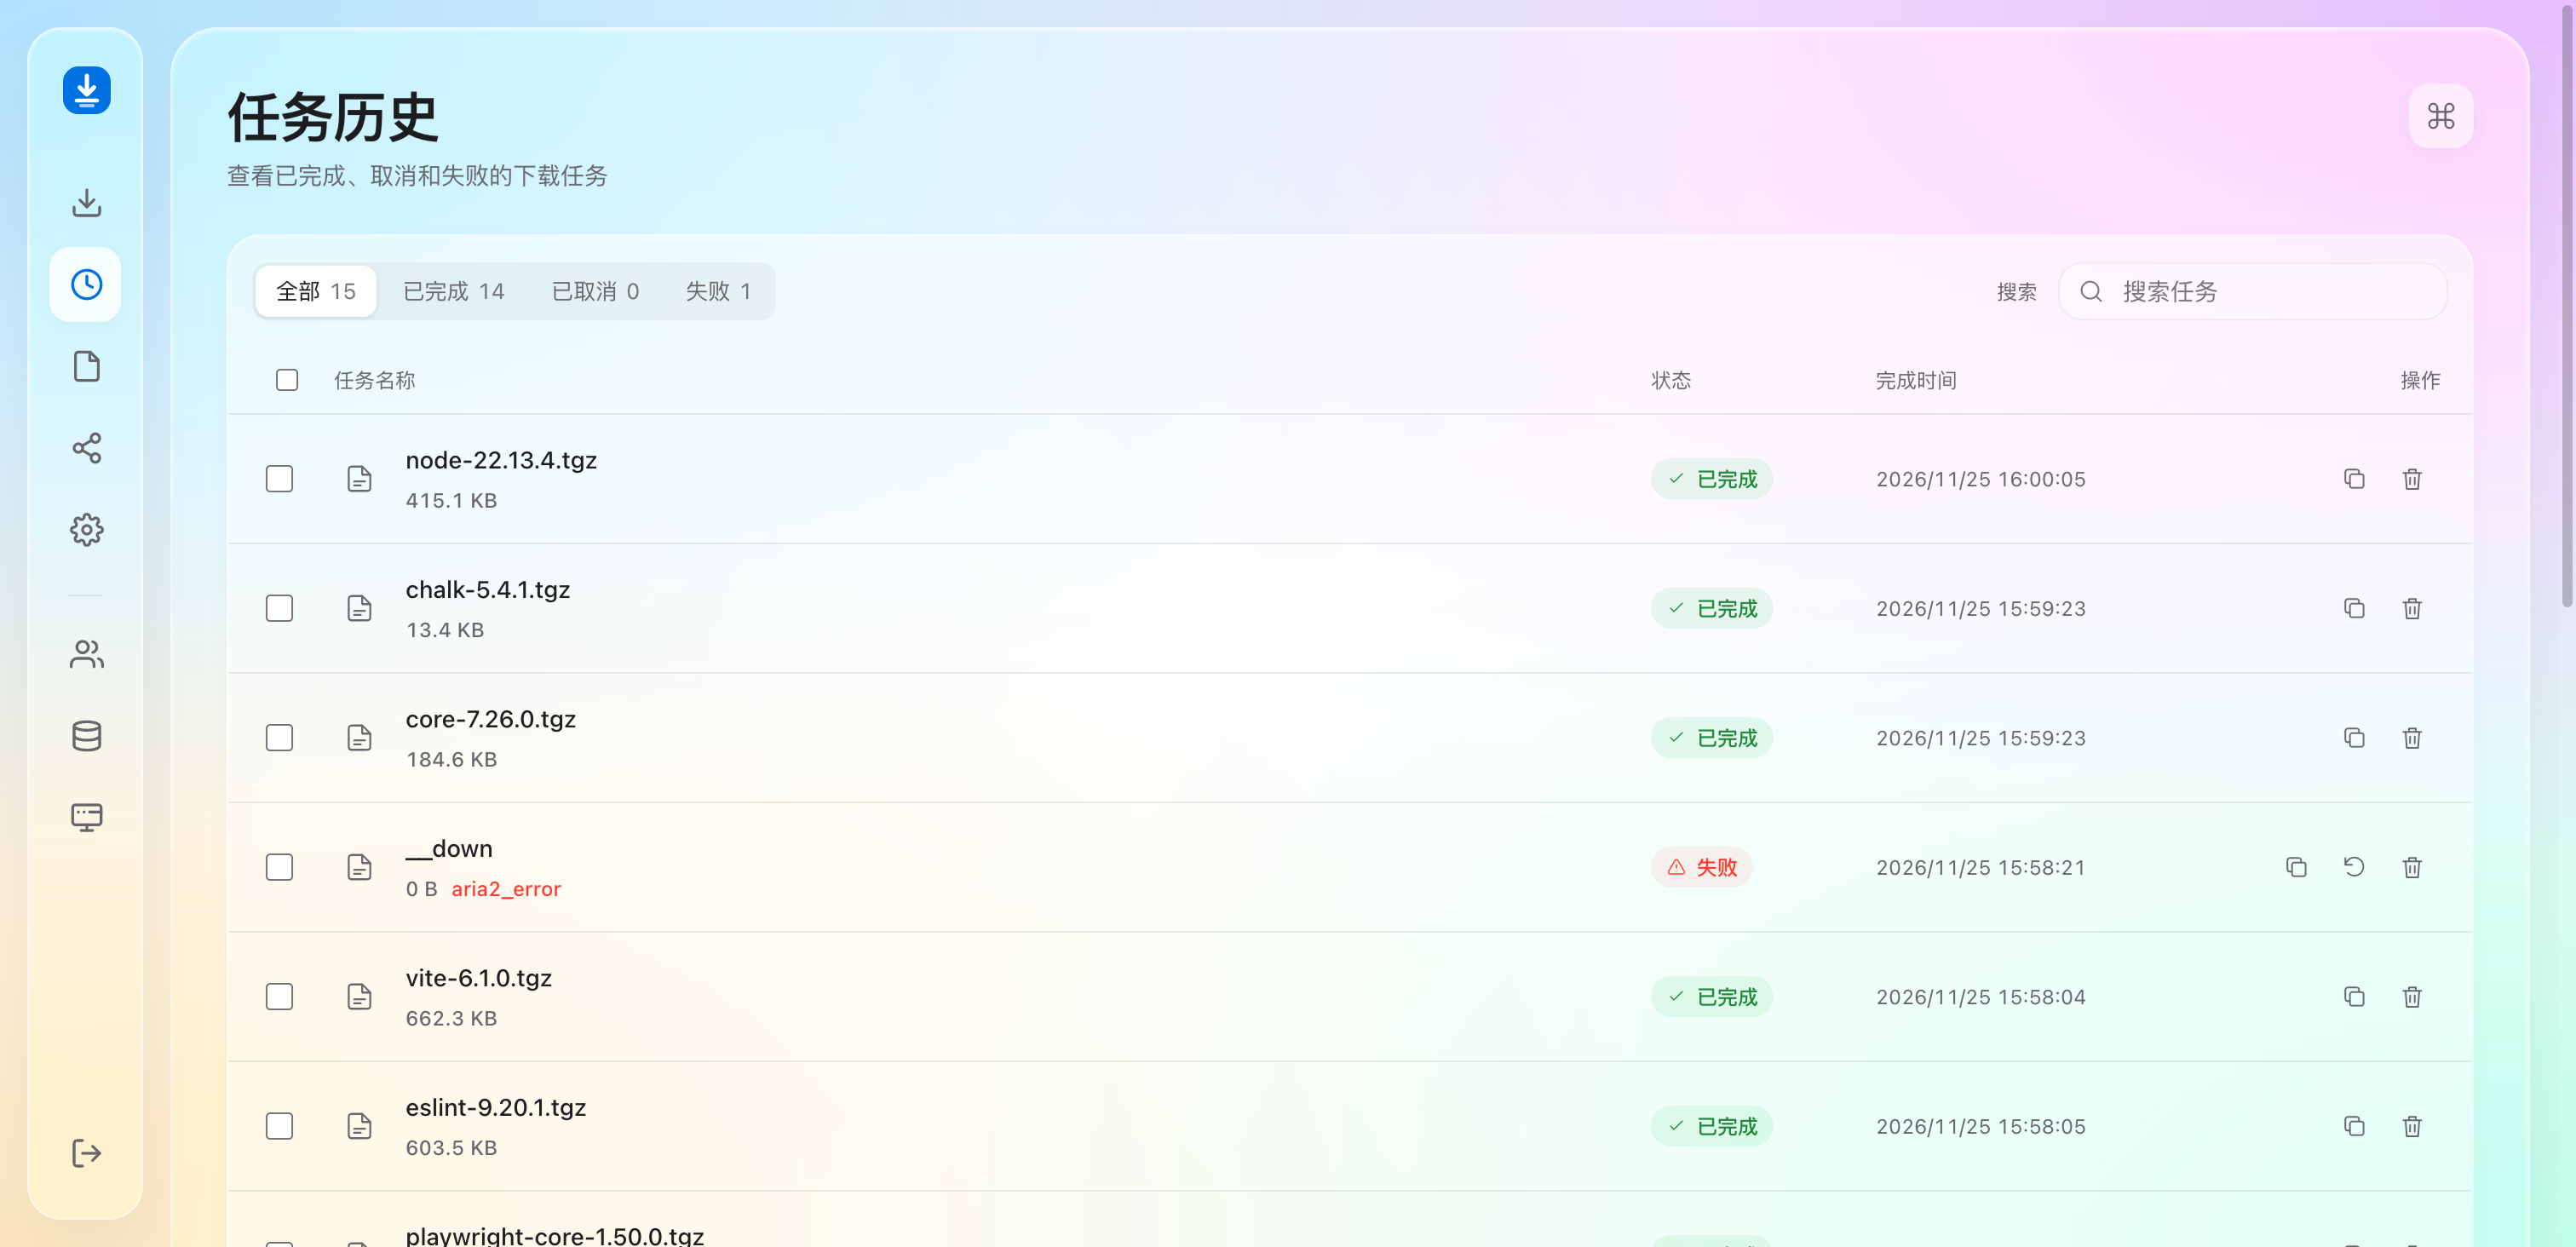 任务历史
查看已完成、取消和失败的下载任务
全部 15 已完成 14 已取消 0 失败 1 搜索 搜索任务
任务名称 状态 完成时间 操作
node-22.13.4.tgz
415.1 KB
已完成 2026/11/25 16:00:05
chalk-5.4.1.tgz
13.4 KB
已完成 2026/11/25 15:59:23
core-7.26.0.tgz
184.6 KB
已完成 2026/11/25 15:59:23
__down
0 B aria2_error
失败 2026/11/25 15:58:21
vite-6.1.0.tgz
662.3 KB
已完成 2026/11/25 15:58:04
eslint-9.20.1.tgz
603.5 KB
已完成 2026/11/25 15:58:05
playwright-core-1.50.0.tgz